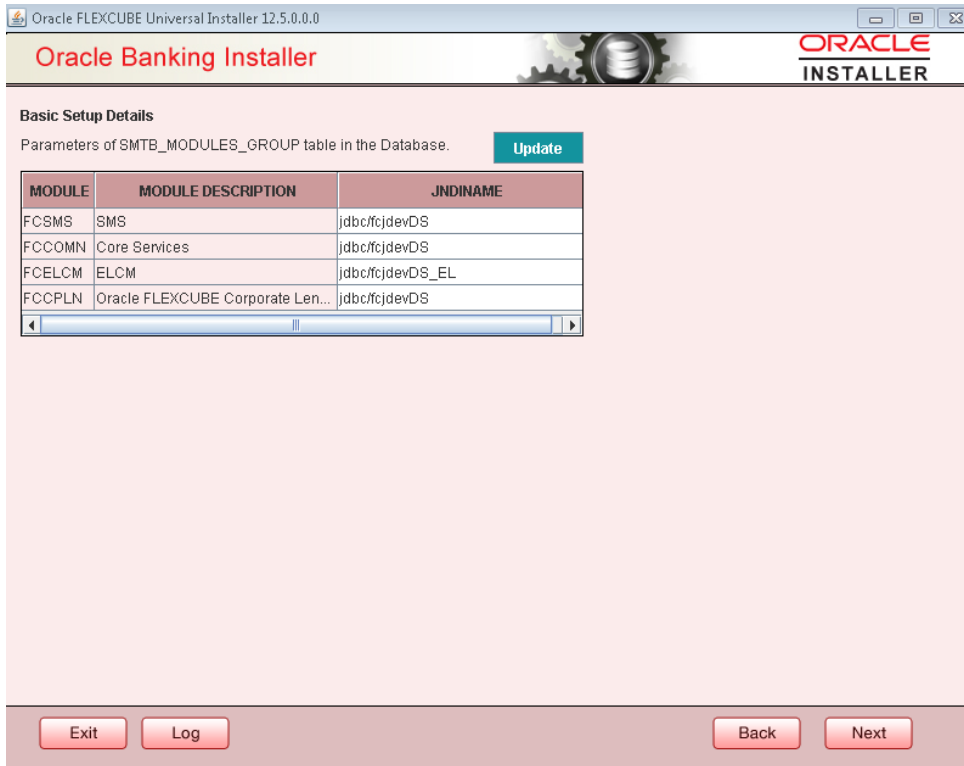 Oracle FLEXCUBE Universal Installer 12.5.0.0.0
Oracle Banking Installer
ORACLE
INSTALLER
Basic Setup Details
Parameters of SMTB_MODULES_GROUP table in the Database.
Update
MODULE MODULE DESCRIPTION JNDINAME
FCSMS SMS jdbc/fcjdevDS
FCCOMN Core Services jdbc/fcjdevDS
FCELCM ELCM jdbc/fcjdevDS_EL
FCCPLN Oracle FLEXCUBE Corporate Len... jdbc/fcjdevDS
Exit Log Back Next